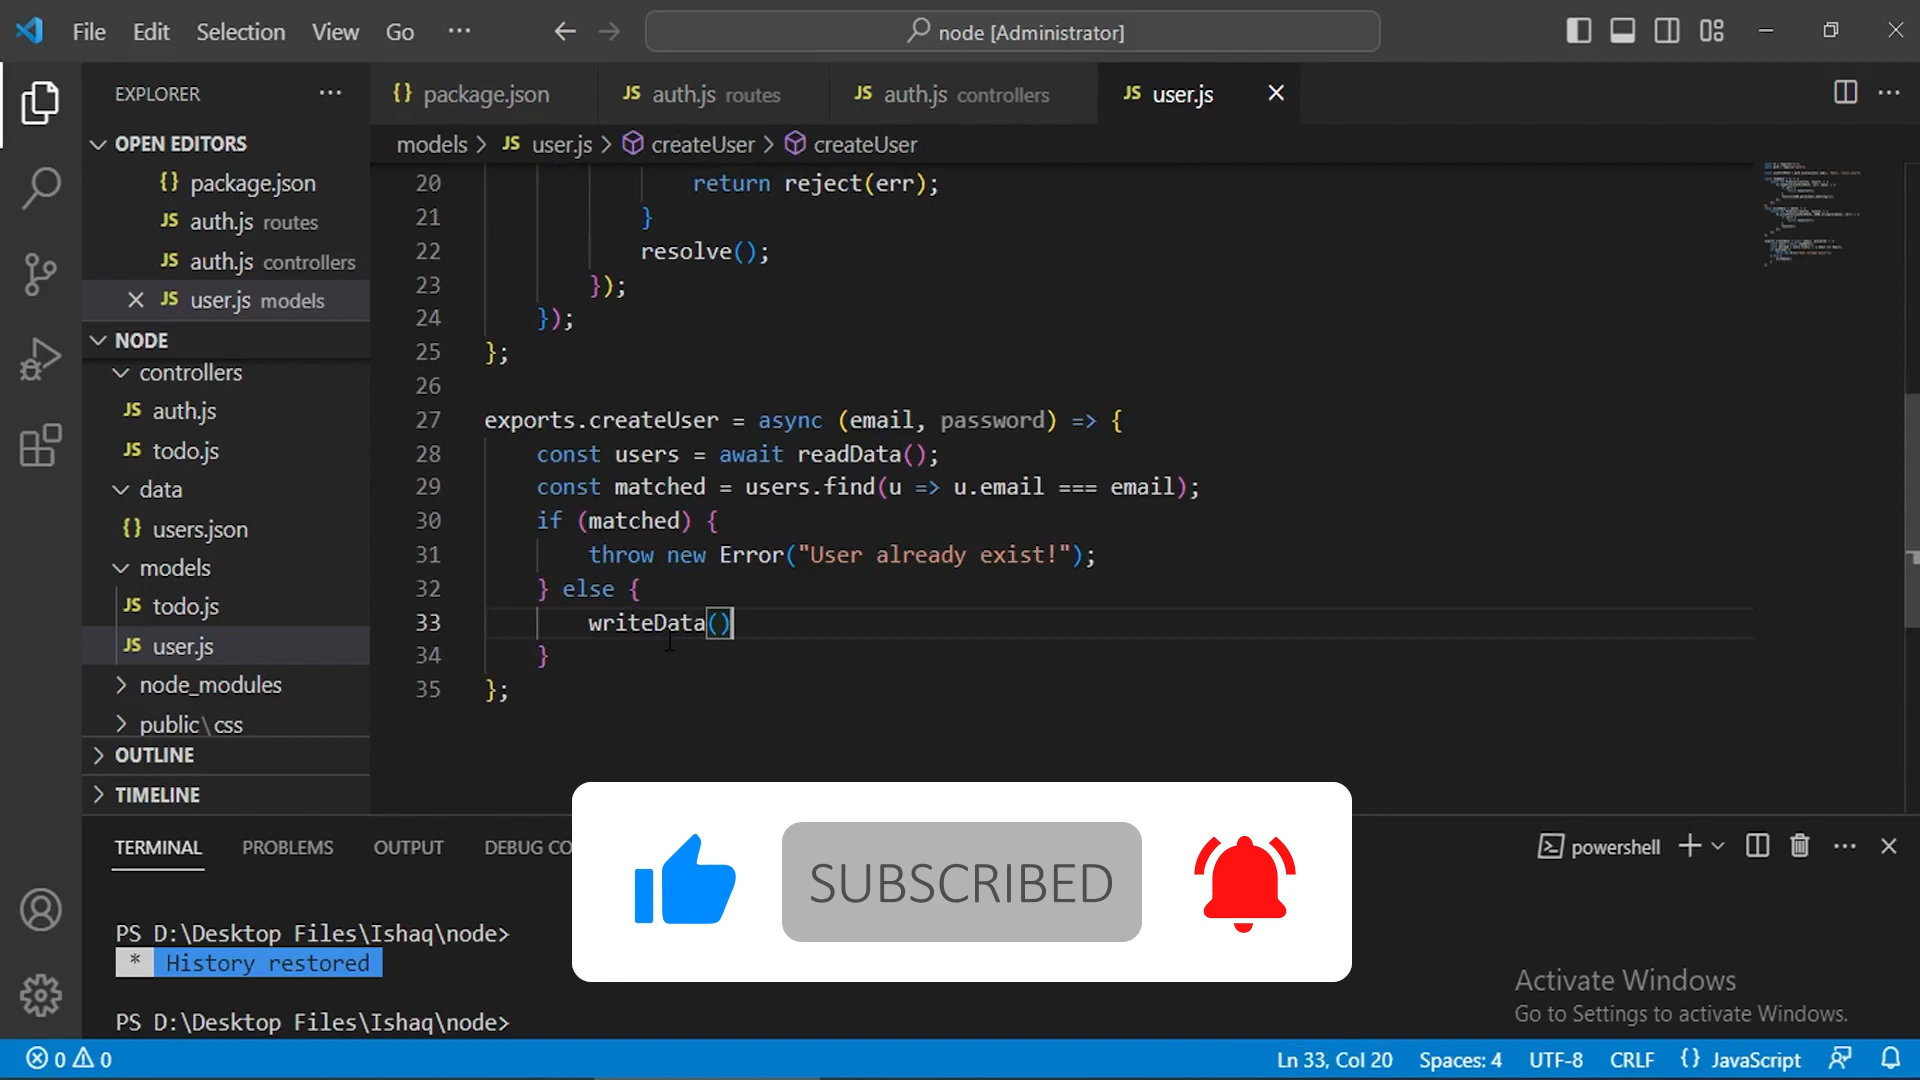 File Edit Selection View Go ··· node [Administrator]
EXPLORER ···
OPEN EDITORS
{} package.json
JS auth.js routes
JS auth.js controllers
JS user.js models
NODE
controllers
JS auth.js
JS todo.js
data
{} users.json
models
JS todo.js
JS user.js
node_modules
public\css
OUTLINE
TIMELINE
{} package.json JS auth.js routes JS auth.js controllers JS user.js
models > JS user.js > createUser > createUser
20 return reject(err);
21 }
22 resolve();
23 });
24 });
25 };
26
27 exports.createUser = async (email, password) => {
28 const users = await readData();
29 const matched = users.find(u => u.email === email);
30 if (matched) {
31 throw new Error("User already exist!");
32 } else {
33 writeData()
34 }
35 };
TERMINAL PROBLEMS OUTPUT DEBUG CO
powershell
PS D:\Desktop Files\Ishaq\node>
* History restored
PS D:\Desktop Files\Ishaq\node>
SUBSCRIBED
Activate Windows
Go to Settings to activate Windows.
0 0 Ln 33, Col 20 Spaces: 4 UTF-8 CRLF {} JavaScript